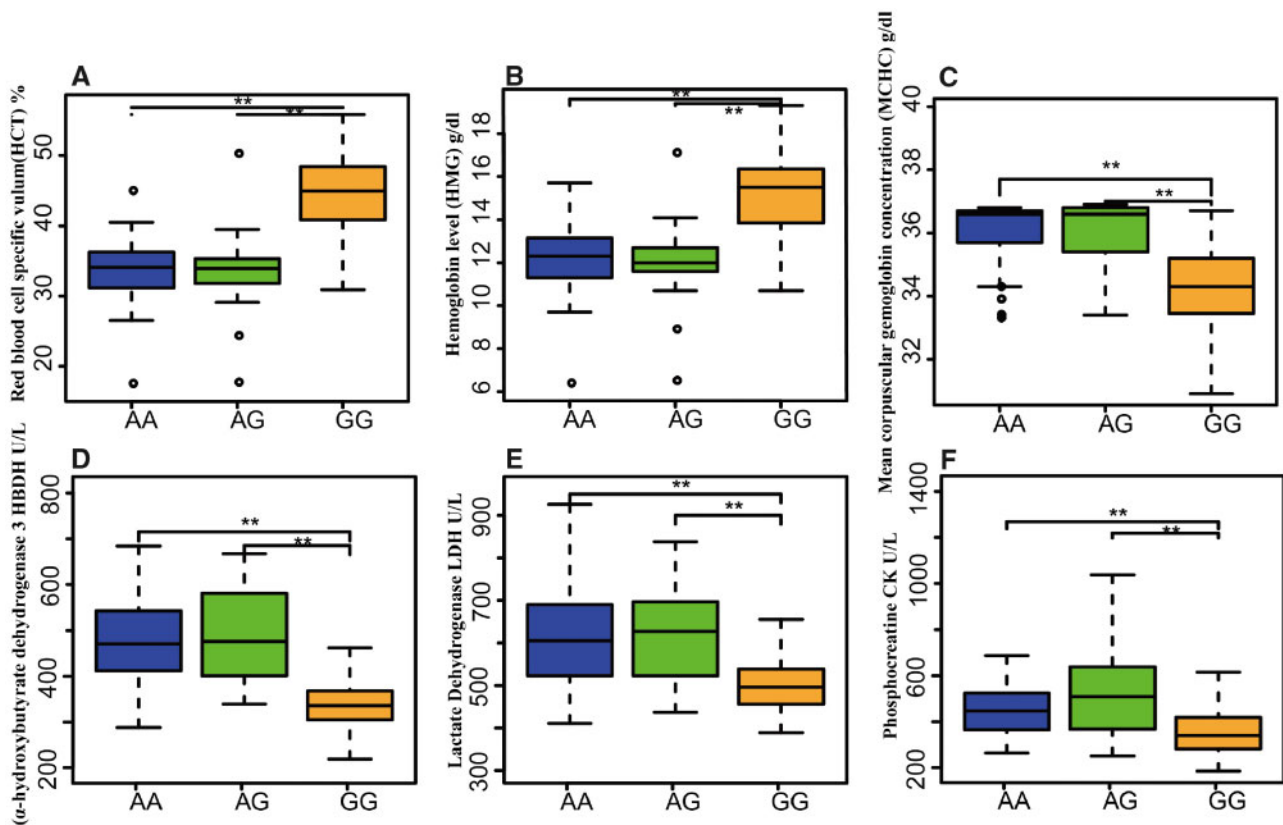 A
Red blood cell specific vulum(HCT) %
50
40
30
20
**
**
AA AG GG
B
Hemoglobin level (HMG) g/dl
18
16
14
12
10
8
6
**
**
AA AG GG
C
Mean corpuscular gemoglobin concentration (MCHC) g/dl
40
38
36
34
32
**
**
AA AG GG
D
(α-hydroxybutyrate dehydrogenase 3 HBDH U/L
800
600
400
200
**
**
AA AG GG
E
Lactate Dehydrogenase LDH U/L
900
700
500
300
**
**
AA AG GG
F
Phosphocreatine CK U/L
1400
1000
600
200
**
**
AA AG GG